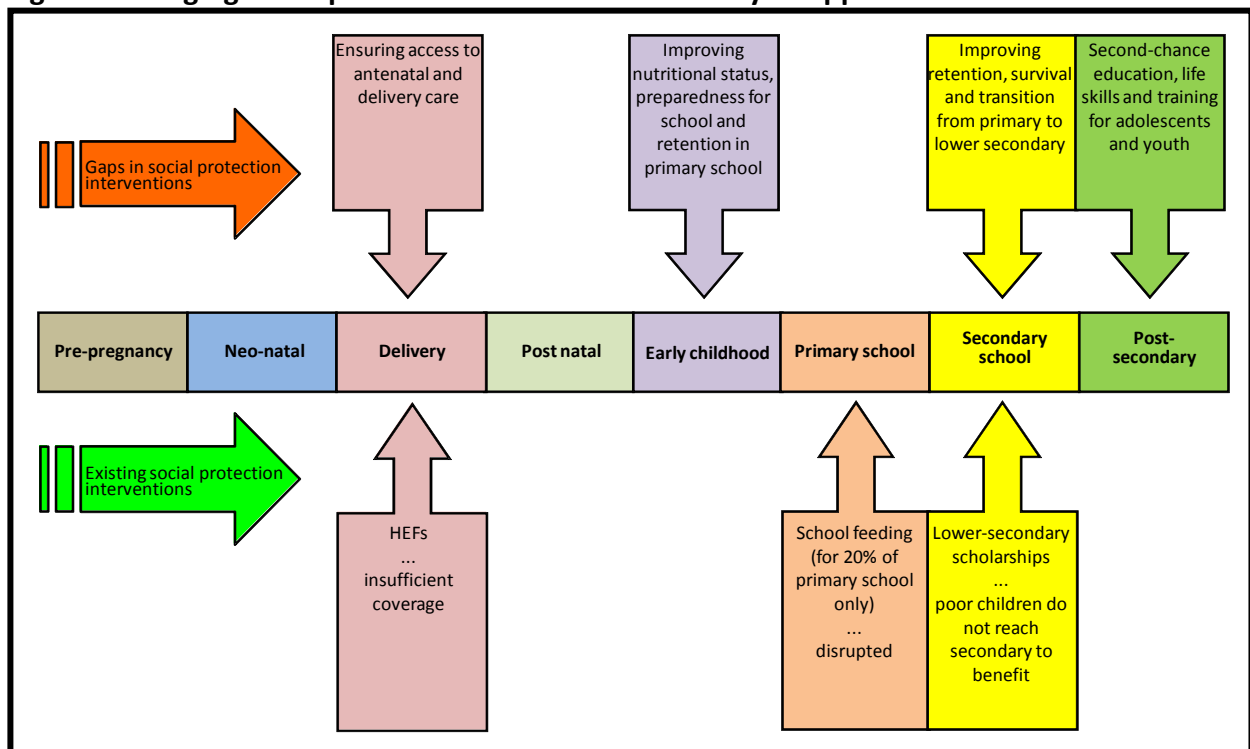 Ensuring access to
antenatal and
delivery care
Improving
nutritional status,
preparedness for
school and
retention in
primary school
Improving
retention, survival
and transition
from primary to
lower secondary
Second-chance
education, life
skills and training
for adolescents
and youth
Gaps in social protection
interventions
Pre-pregnancy
Neo-natal
Delivery
Post natal
Early childhood
Primary school
Secondary
school
Post-
secondary
Existing social protection
interventions
HEFs
...
insufficient
coverage
School feeding
(for 20% of
primary school
only)
...
disrupted
Lower-secondary
scholarships
...
poor children do
not reach
secondary to
benefit